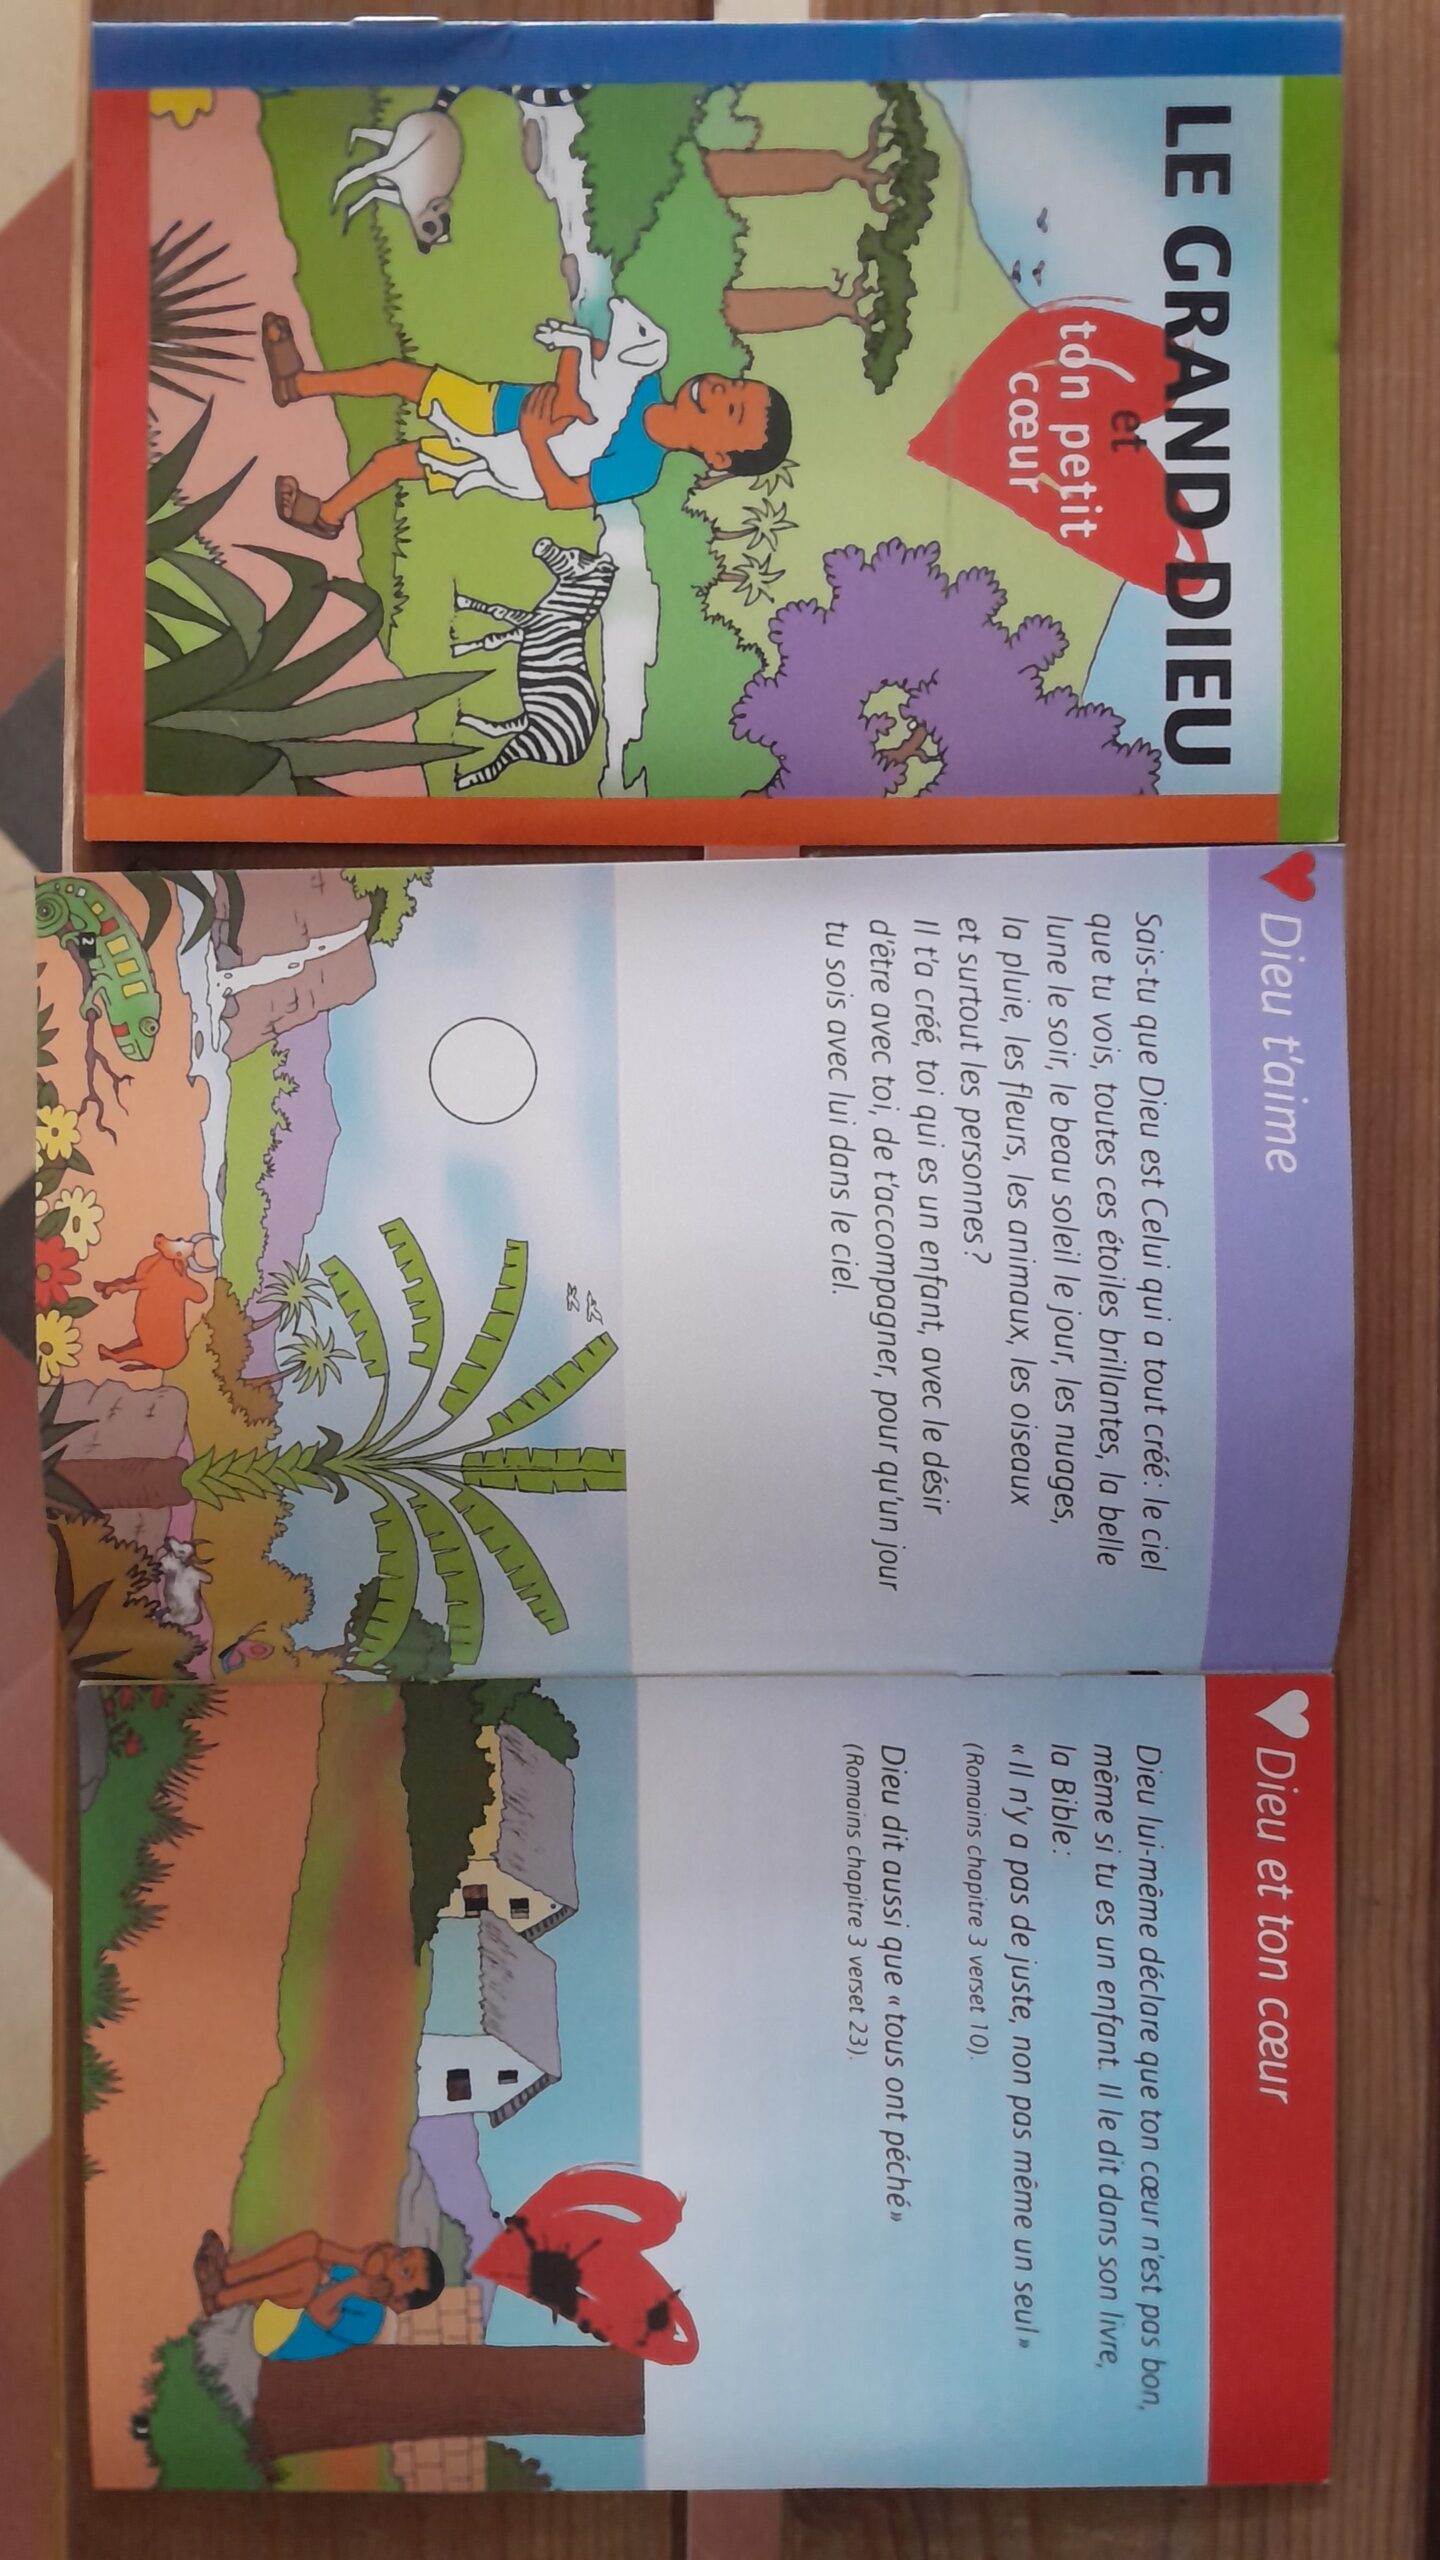 LE GRAND DIEU
et
ton petit
cœur
Dieu t'aime
Sais-tu que Dieu est Celui qui a tout créé : le ciel
que tu vois, toutes ces étoiles brillantes, la belle
lune le soir, le beau soleil le jour, les nuages,
la pluie, les fleurs, les animaux, les oiseaux
et surtout les personnes ?
Il t'a créé, toi qui es un enfant, avec le désir
d'être avec toi, de t'accompagner, pour qu'un jour
tu sois avec lui dans le ciel.
2
Dieu et ton cœur
Dieu lui-même déclare que ton cœur n'est pas bon,
même si tu es un enfant. Il le dit dans son livre,
la Bible :
« Il n'y a pas de juste, non pas même un seul »
(Romains chapitre 3 verset 10).
Dieu dit aussi que « tous ont péché »
(Romains chapitre 3 verset 23).